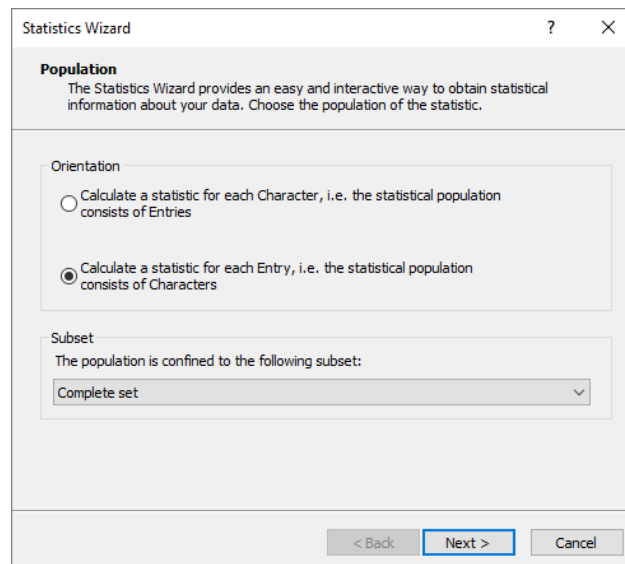 Statistics Wizard
?
Population
The Statistics Wizard provides an easy and interactive way to obtain statistical
information about your data. Choose the population of the statistic.
Orientation
Calculate a statistic for each Character, i.e. the statistical population
consists of Entries
Calculate a statistic for each Entry, i.e. the statistical population
consists of Characters
Subset
The population is confined to the following subset:
Complete set
< Back
Next >
Cancel